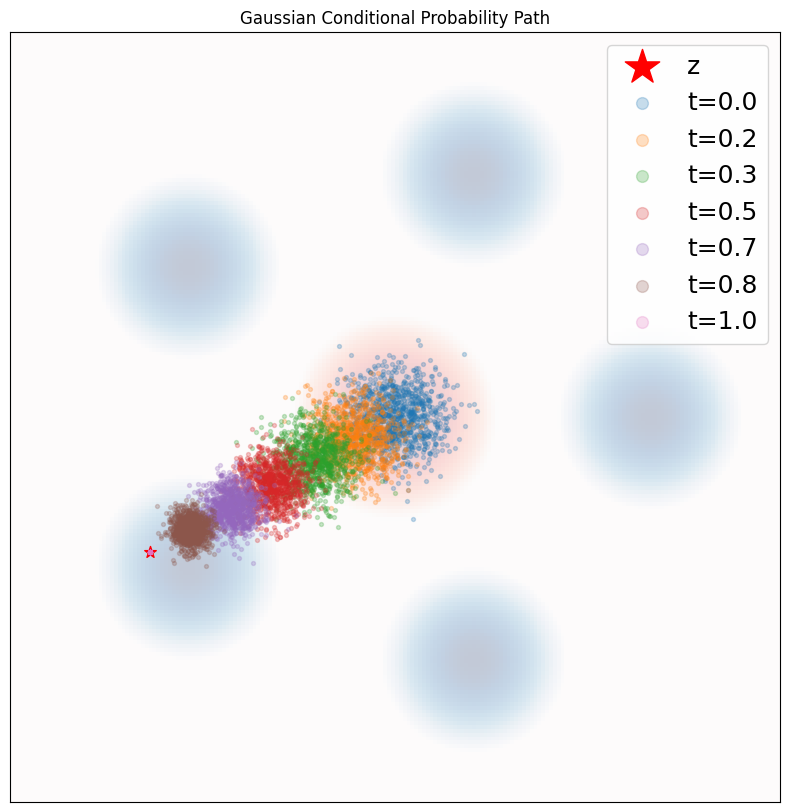 Gaussian Conditional Probability Path
z
t=0.0
t=0.2
t=0.3
t=0.5
t=0.7
t=0.8
t=1.0